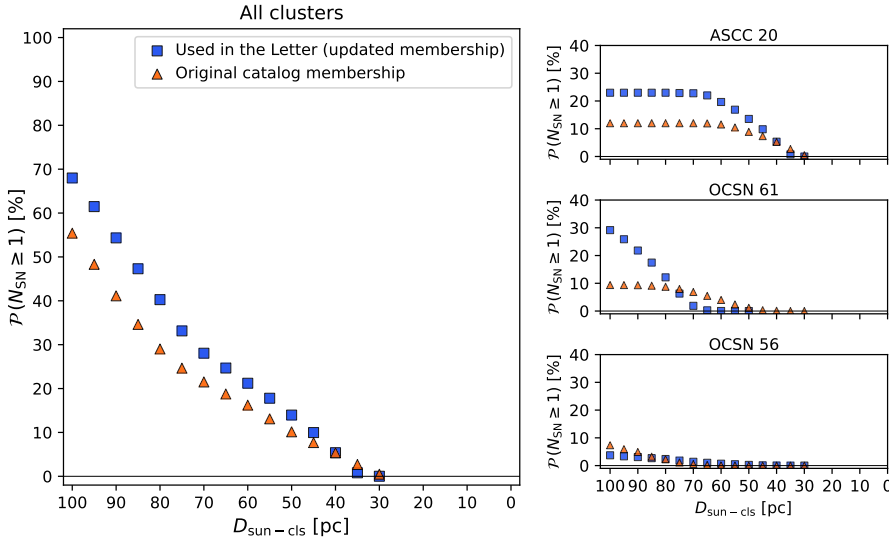 All clusters
𝒫(N_SN ≥ 1) [%]
100
90
80
70
60
50
40
30
20
10
0
Used in the Letter (updated membership)
Original catalog membership
100 90 80 70 60 50 40 30 20 10 0
D_sun−cls [pc]
ASCC 20
𝒫(N_SN ≥ 1) [%]
40
30
20
10
0
OCSN 61
𝒫(N_SN ≥ 1) [%]
40
30
20
10
0
OCSN 56
𝒫(N_SN ≥ 1) [%]
40
30
20
10
0
100 90 80 70 60 50 40 30 20 10 0
D_sun−cls [pc]